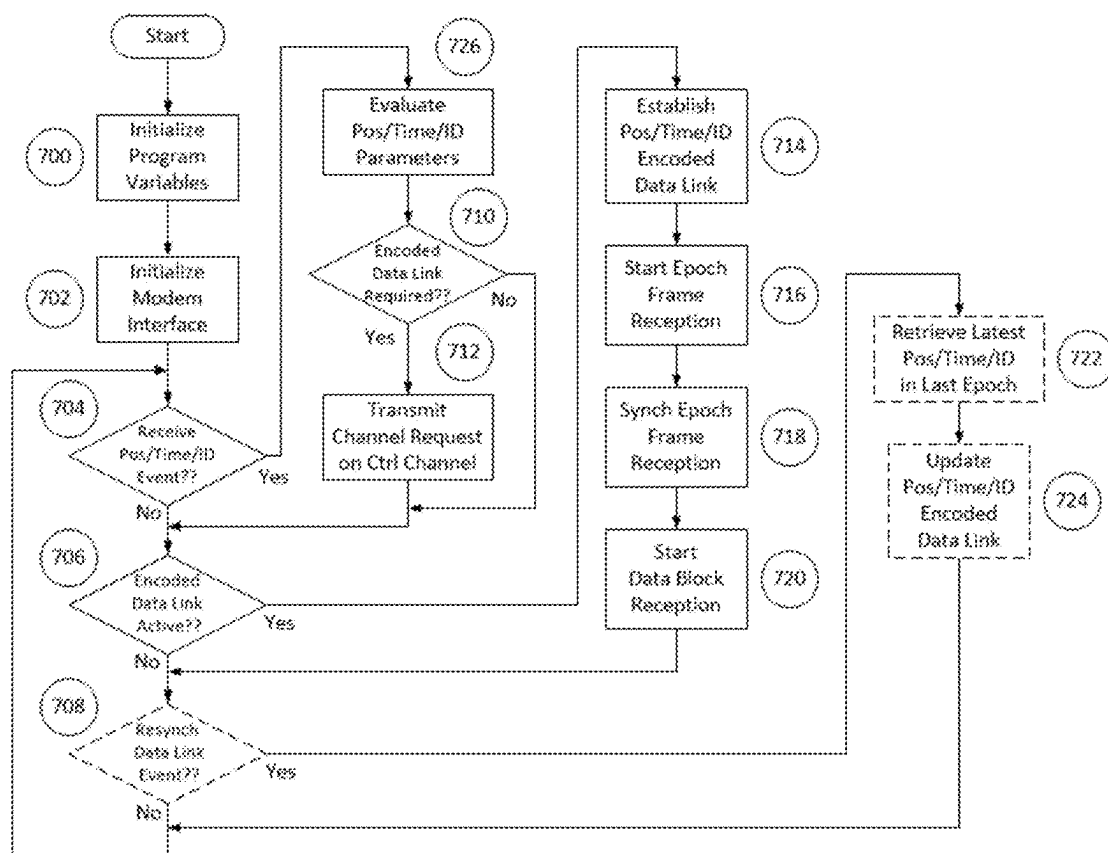 Start
700
Initialize
Program
Variables
702
Initialize
Modem
Interface
704
Receive
Pos/Time/ID
Event??
Yes
No
706
Encoded
Data Link
Active??
Yes
No
708
Resynch
Data Link
Event??
Yes
No
726
Evaluate
Pos/Time/ID
Parameters
710
Encoded
Data Link
Required??
No
Yes
712
Transmit
Channel Request
on Ctrl Channel
Establish
Pos/Time/ID
Encoded
Data Link
714
Start Epoch
Frame
Reception
716
Synch Epoch
Frame
Reception
718
Start
Data Block
Reception
720
Retrieve Latest
Pos/Time/ID
in Last Epoch
722
Update
Pos/Time/ID
Encoded
Data Link
724